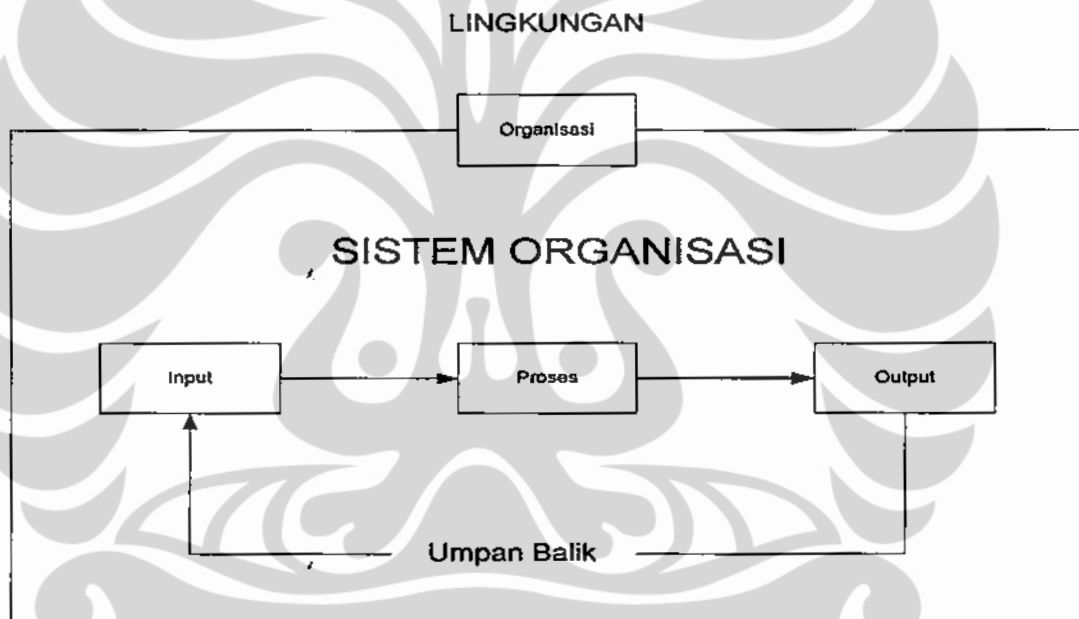 LINGKUNGAN
Organisasi
SISTEM ORGANISASI
Input
Proses
Output
Umpan Balik